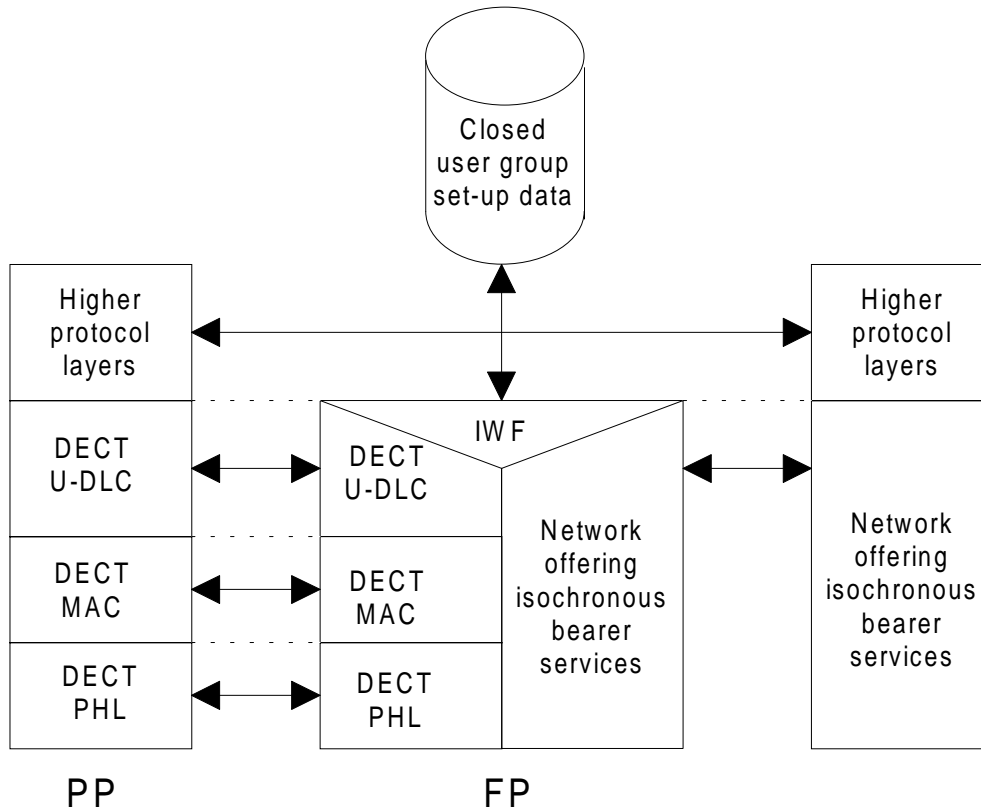 Closed
user group
set-up data
Higher
protocol
layers
Higher
protocol
layers
IWF
DECT
U-DLC
DECT
U-DLC
Network
offering
isochronous
bearer
services
Network
offering
isochronous
bearer
services
DECT
MAC
DECT
MAC
DECT
PHL
DECT
PHL
PP
FP